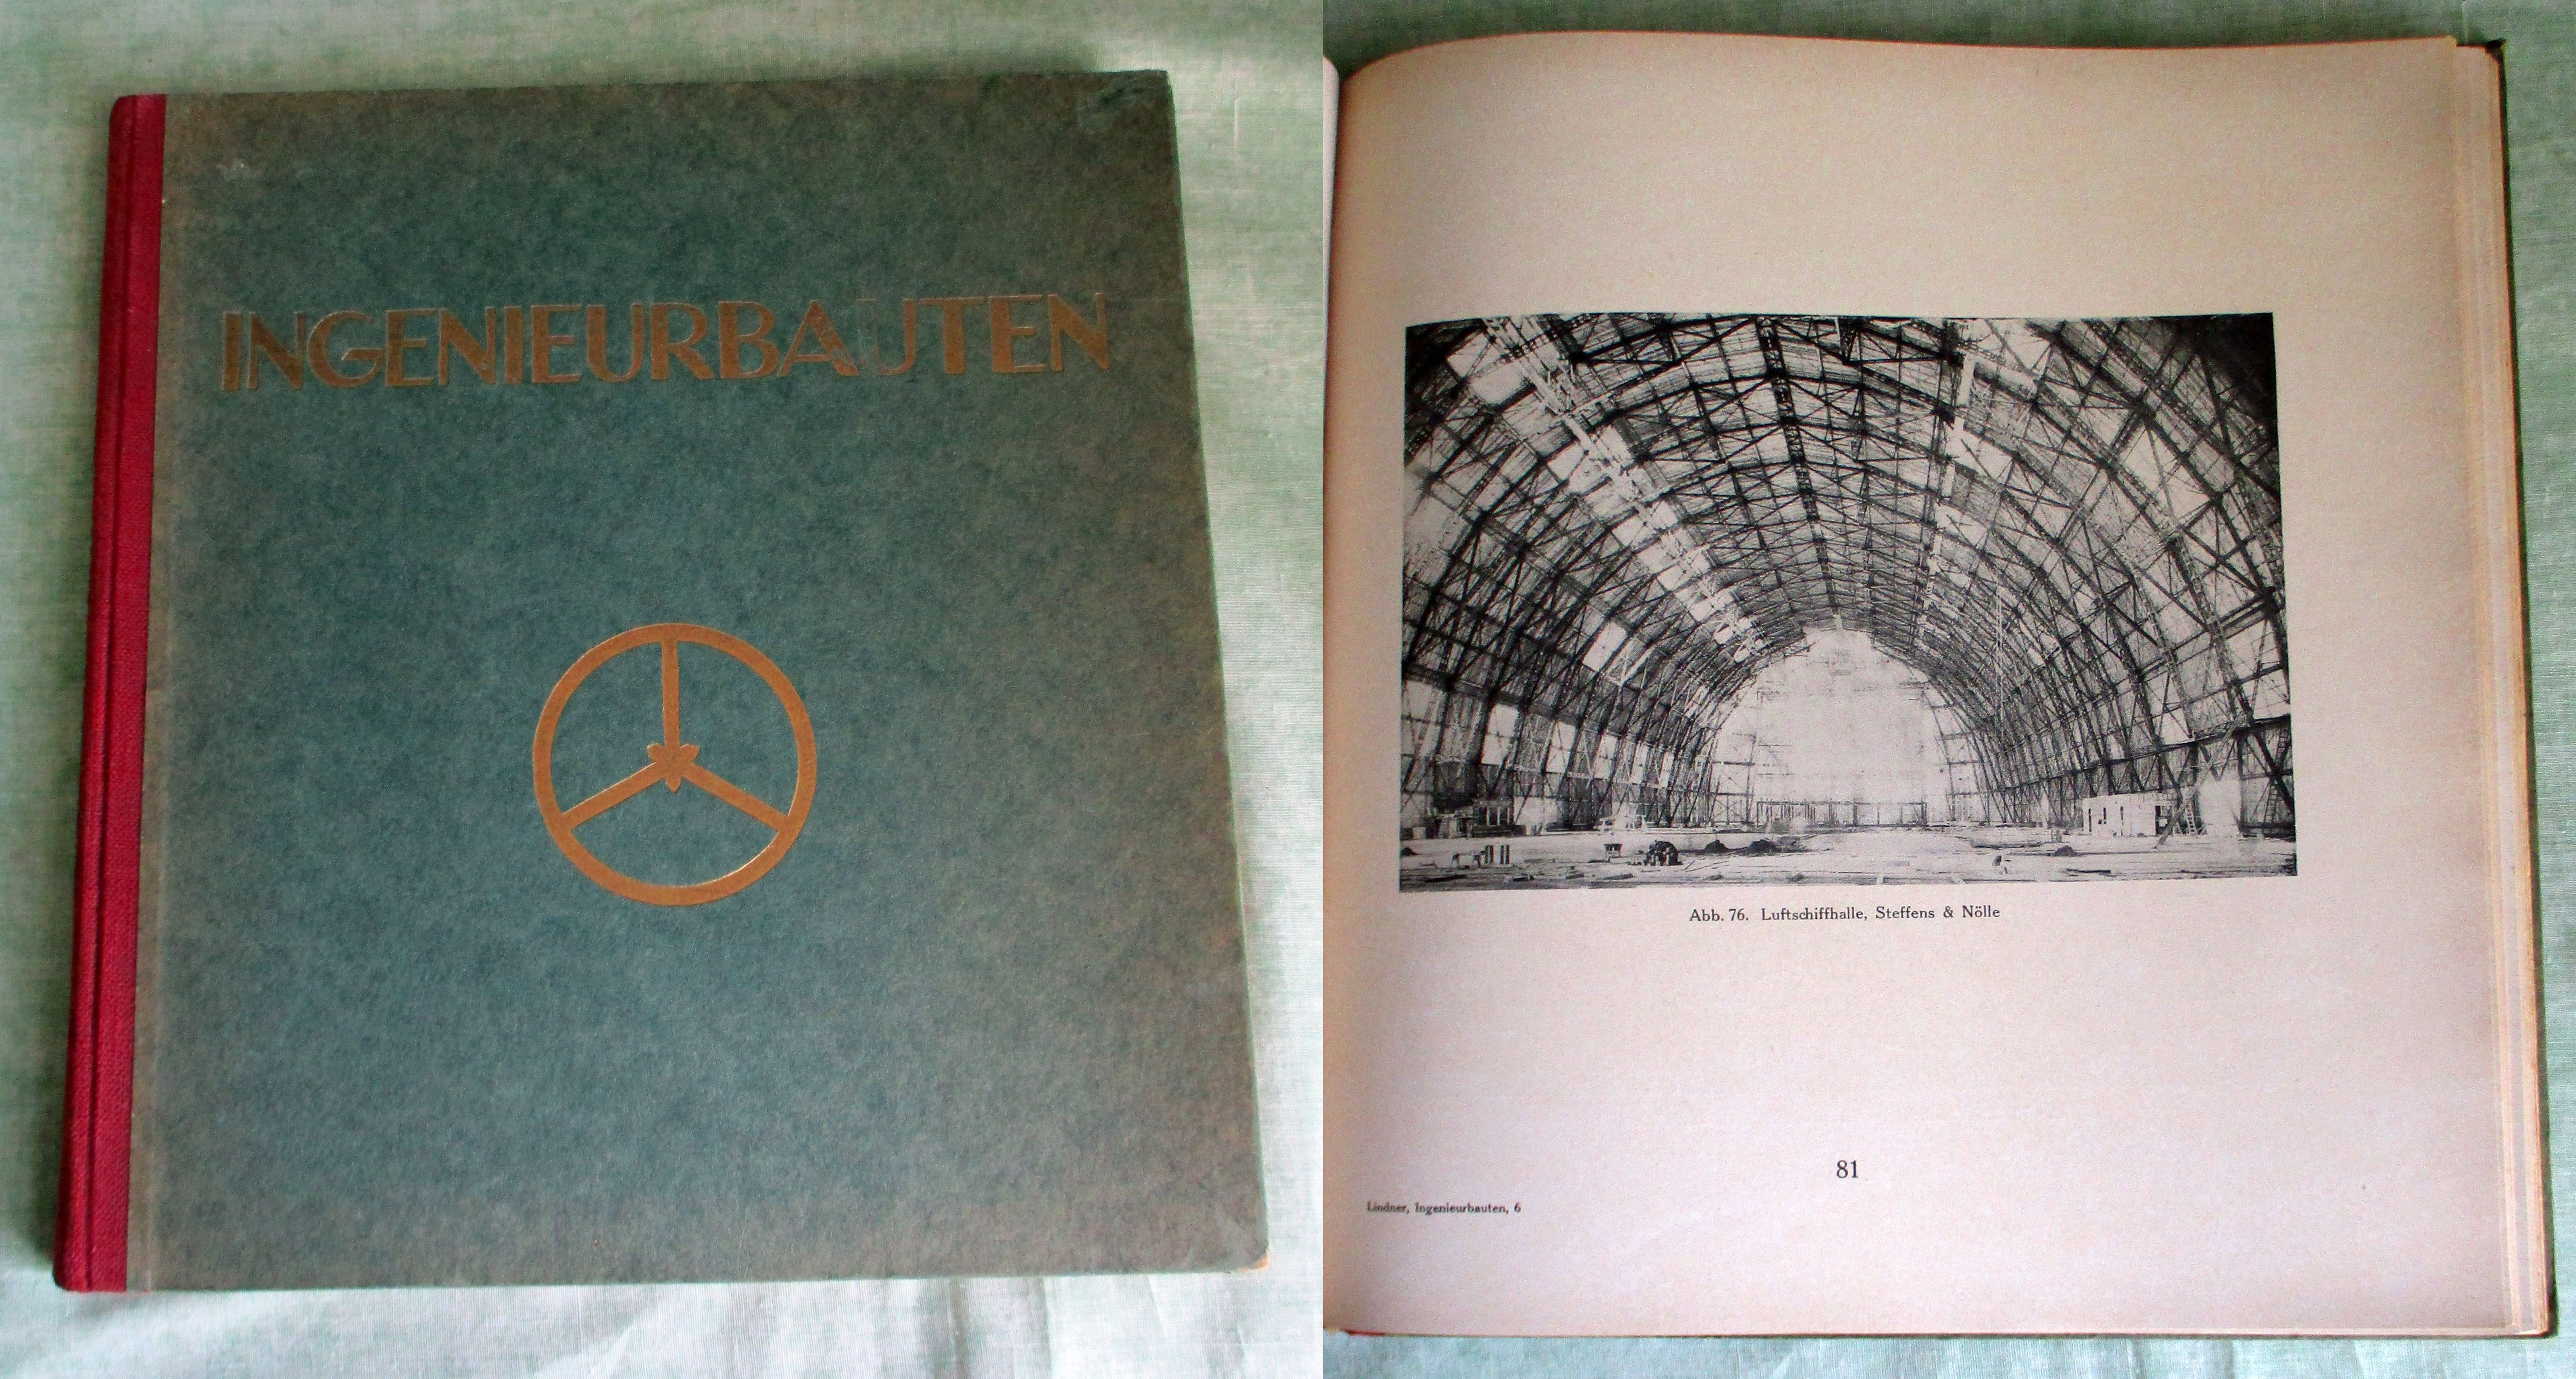 INGENIEURBAUTEN
Abb. 76. Luftschiffhalle, Steffens & Nölle
81
Lindner, Ingenieurbauten, 6